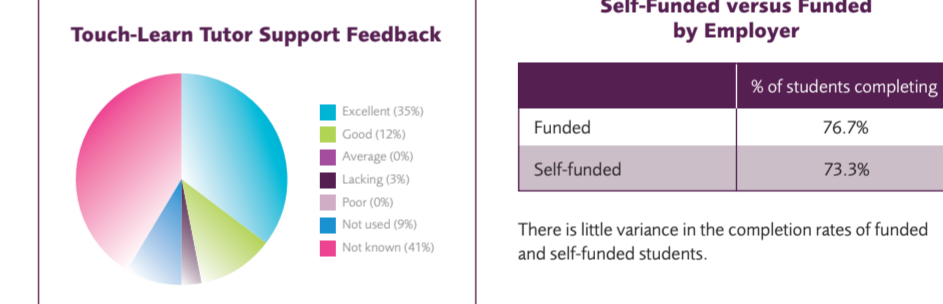 Touch-Learn Tutor Support Feedback
Excellent (35%)
Good (12%)
Average (0%)
Lacking (3%)
Poor (0%)
Not used (9%)
Not known (41%)
Self-Funded versus Funded
by Employer
% of students completing
Funded 76.7%
Self-funded 73.3%
There is little variance in the completion rates of funded
and self-funded students.